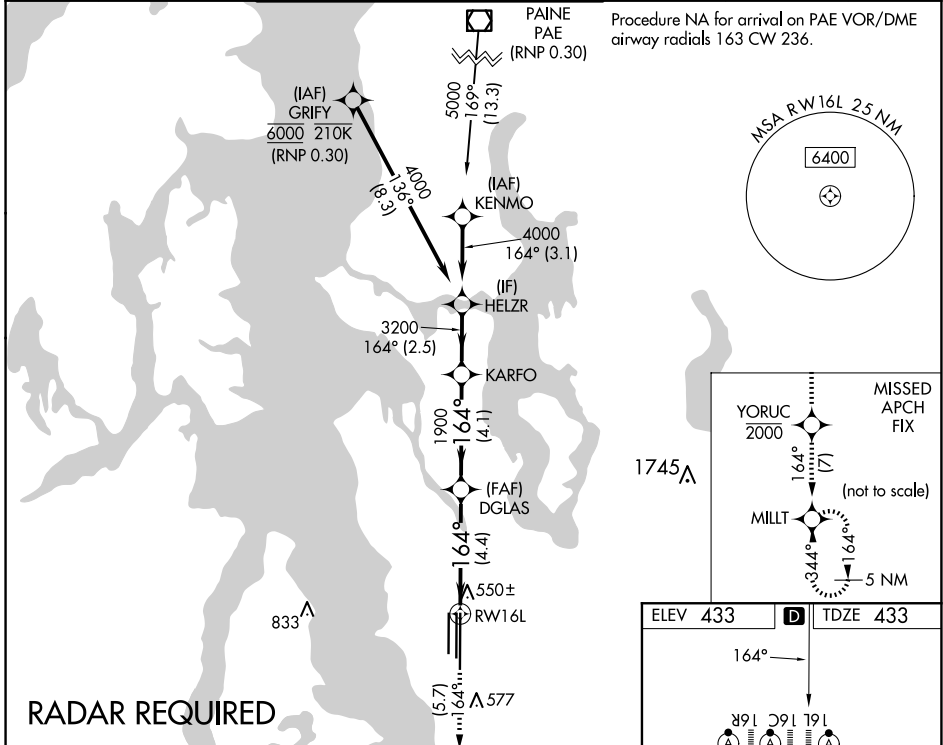 PAINE
PAE
(RNP 0.30)
Procedure NA for arrival on PAE VOR/DME
airway radials 163 CW 236.
5000
169°
(13.3)
(IAF)
GRIFY
6000 210K
(RNP 0.30)
4000
136°
(8.3)
MSA RW16L 25 NM
6400
(IAF)
KENMO
4000
164° (3.1)
(IF)
HELZR
3200
164° (2.5)
KARFO
1900
164°
(4.1)
(FAF)
DGLAS
164°
(4.4)
1745
MISSED
APCH
FIX
YORUC
2000
164°
(7)
(not to scale)
MILLT
344°
164°
5 NM
550±
RW16L
833
577
(5.7)
164°
RADAR REQUIRED
ELEV 433 D TDZE 433
164°
16R 16C 16L
A A A